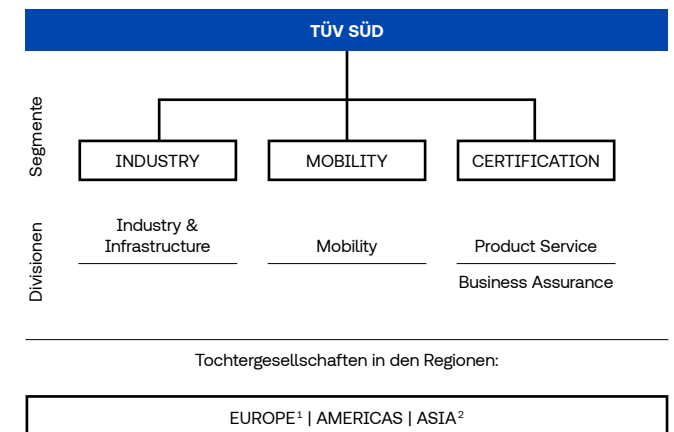 TÜV SÜD
Segmente
INDUSTRY
MOBILITY
CERTIFICATION
Divisionen
Industry &
Infrastructure
Mobility
Product Service
Business Assurance
Tochtergesellschaften in den Regionen:
EUROPE¹ | AMERICAS | ASIA²